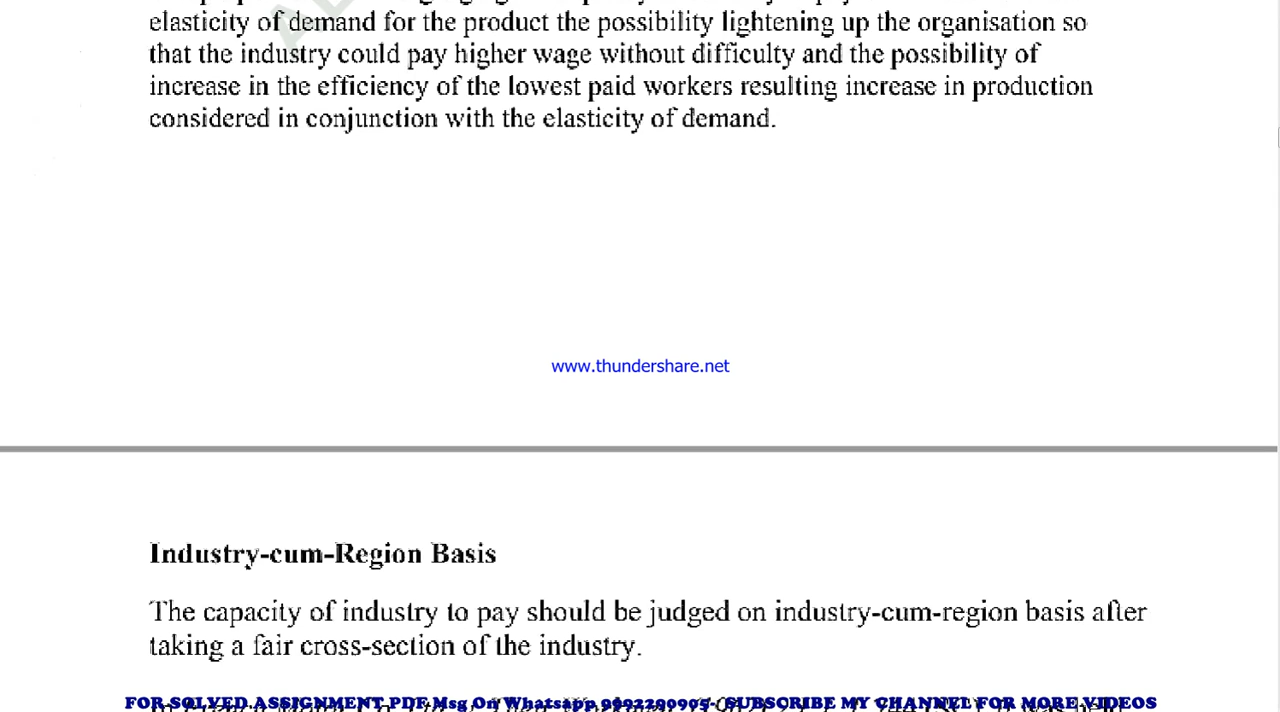 elasticity of demand for the product the possibility lightening up the organisation so
that the industry could pay higher wage without difficulty and the possibility of
increase in the efficiency of the lowest paid workers resulting increase in production
considered in conjunction with the elasticity of demand.
www.thundershare.net
Industry-cum-Region Basis
The capacity of industry to pay should be judged on industry-cum-region basis after
taking a fair cross-section of the industry.
FOR SOLVED ASSIGNMENT PDF Msg On Whatsapp 9992299905- SUBSCRIBE MY CHANNEL FOR MORE VIDEOS